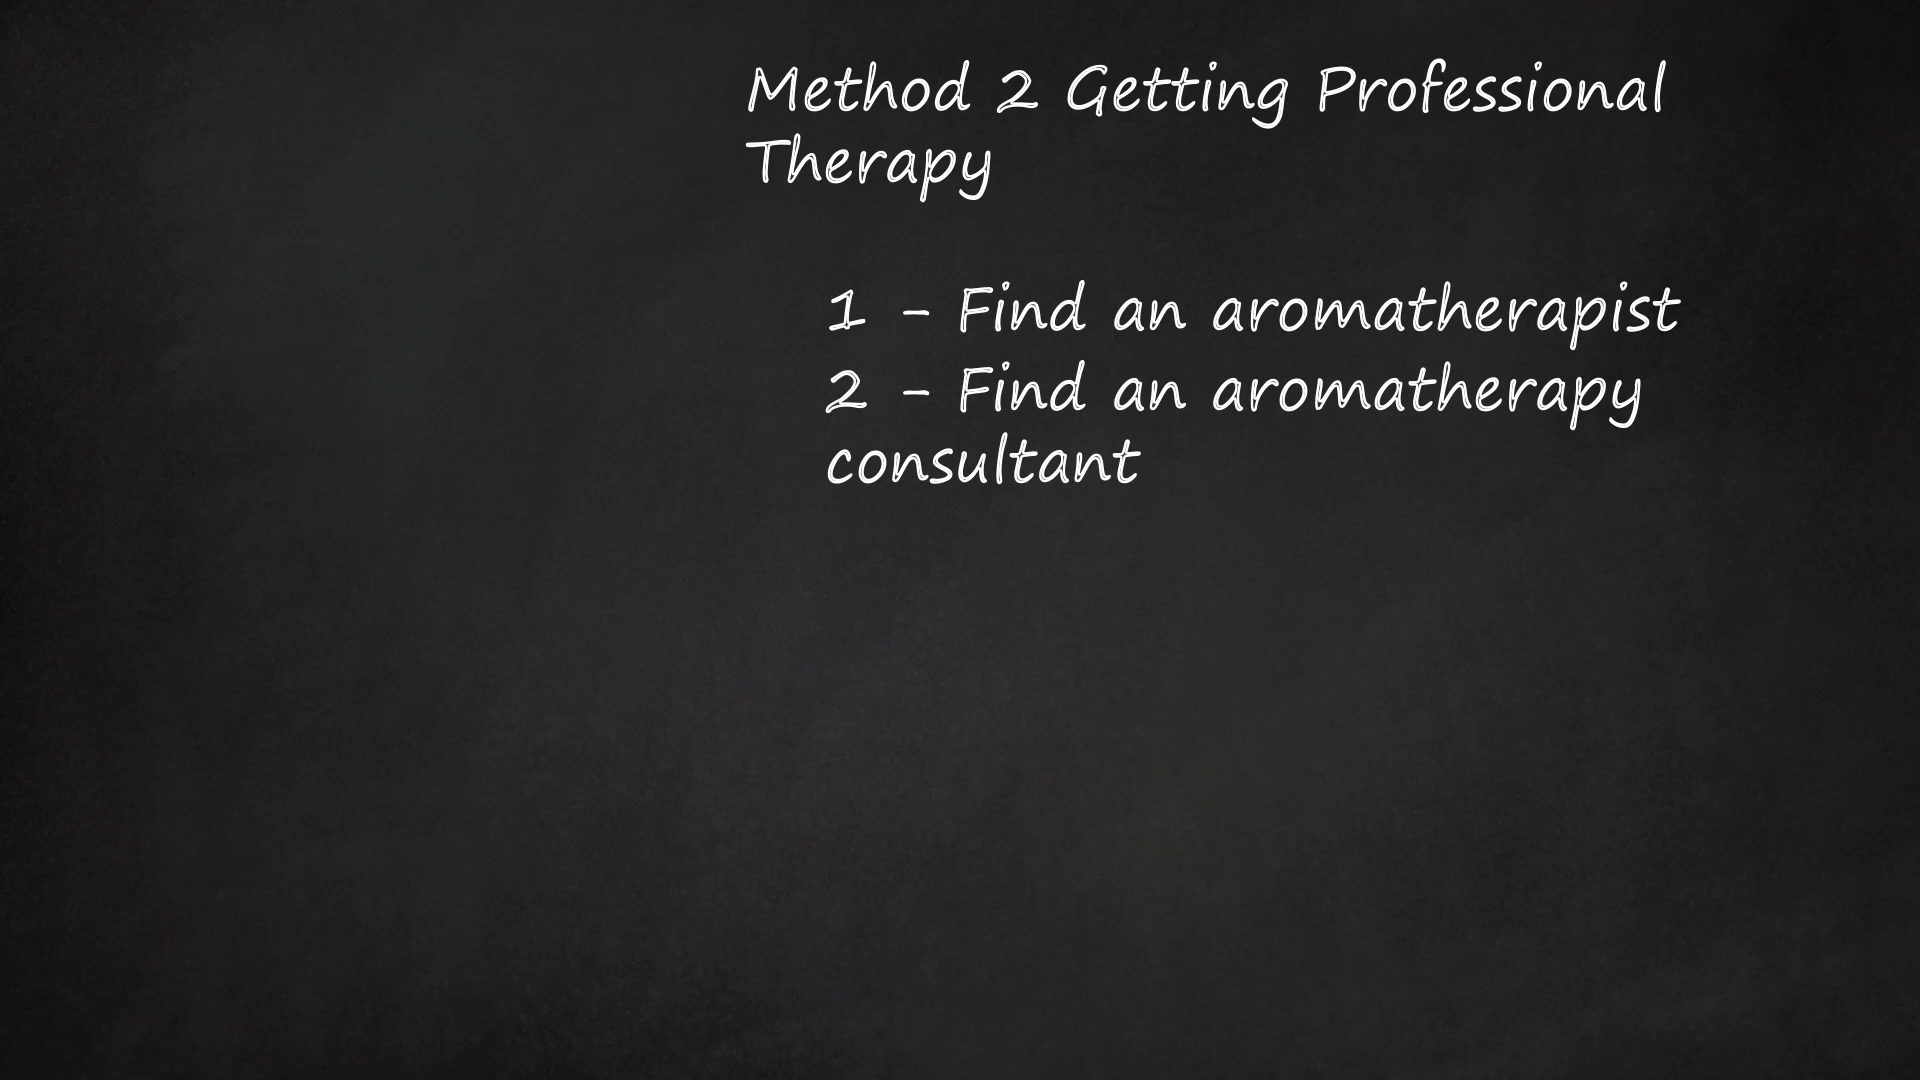 Method 2 Getting Professional
Therapy
1 - Find an aromatherapist
2 - Find an aromatherapy
consultant